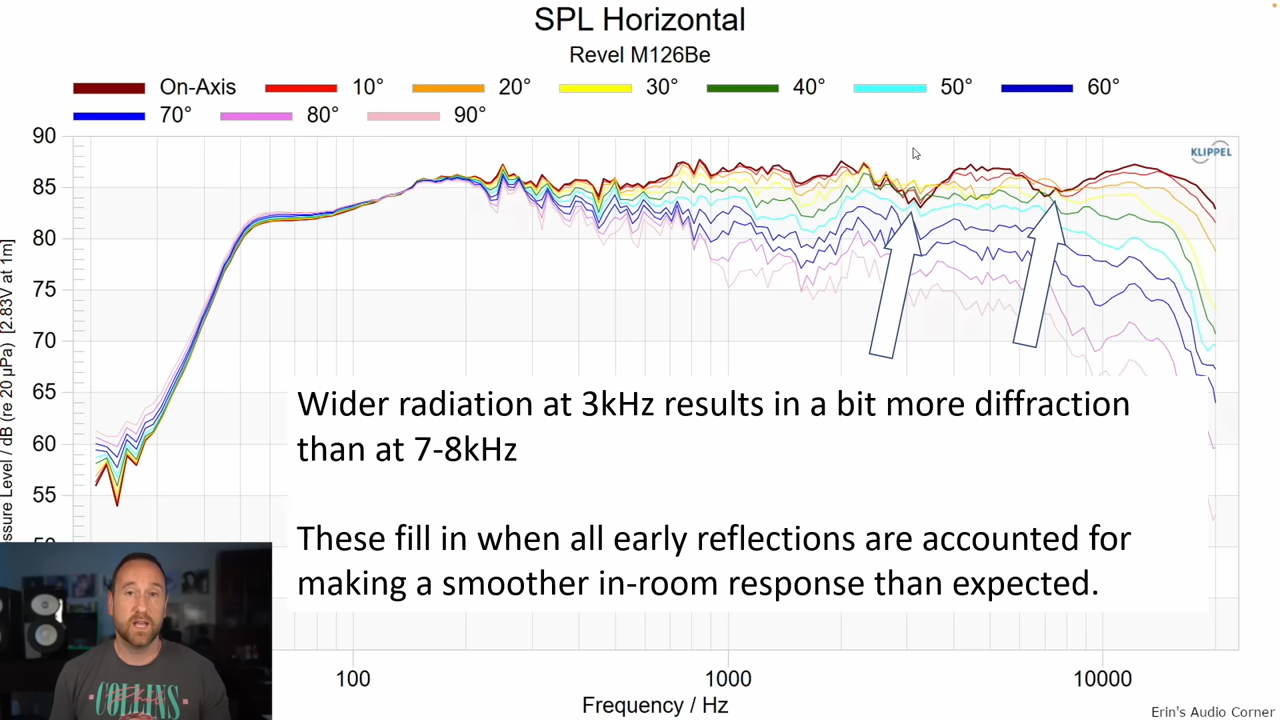 SPL Horizontal
Revel M126Be
On-Axis 10° 20° 30° 40° 50° 60°
70° 80° 90°
90
KLIPPEL
85
80
75
70
65
60
55
50
ssure Level / dB (re 20 µPa) [2.83V at 1m]
Wider radiation at 3kHz results in a bit more diffraction
than at 7-8kHz
These fill in when all early reflections are accounted for
making a smoother in-room response than expected.
COLLINS
100 1000 10000
Frequency / Hz
Erin's Audio Corner